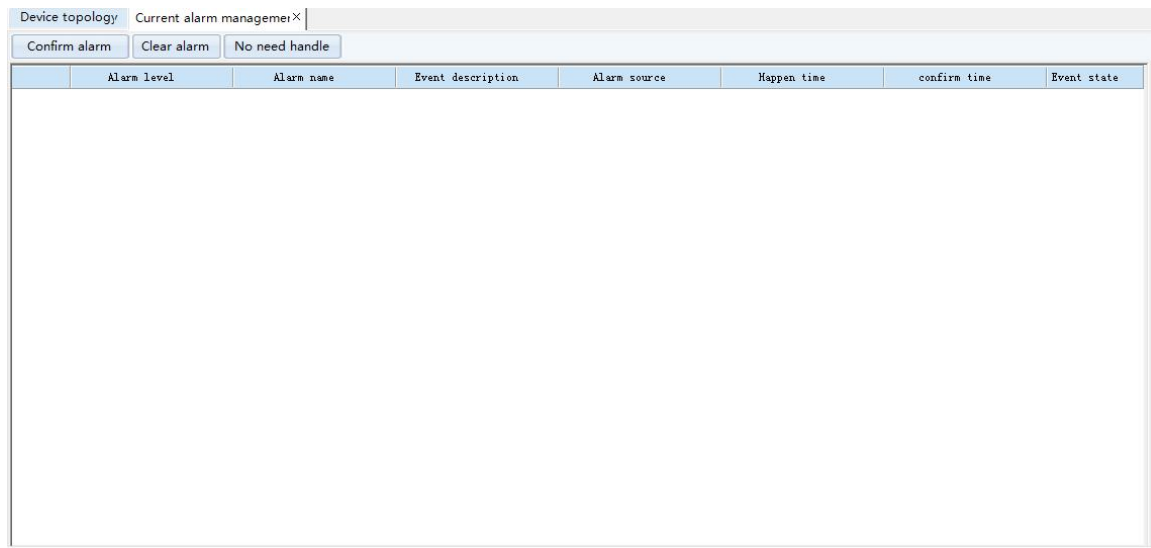 Device topology Current alarm managemer×
Confirm alarm Clear alarm No need handle
Alarm level Alarm name Event description Alarm source Happen time confirm time Event state